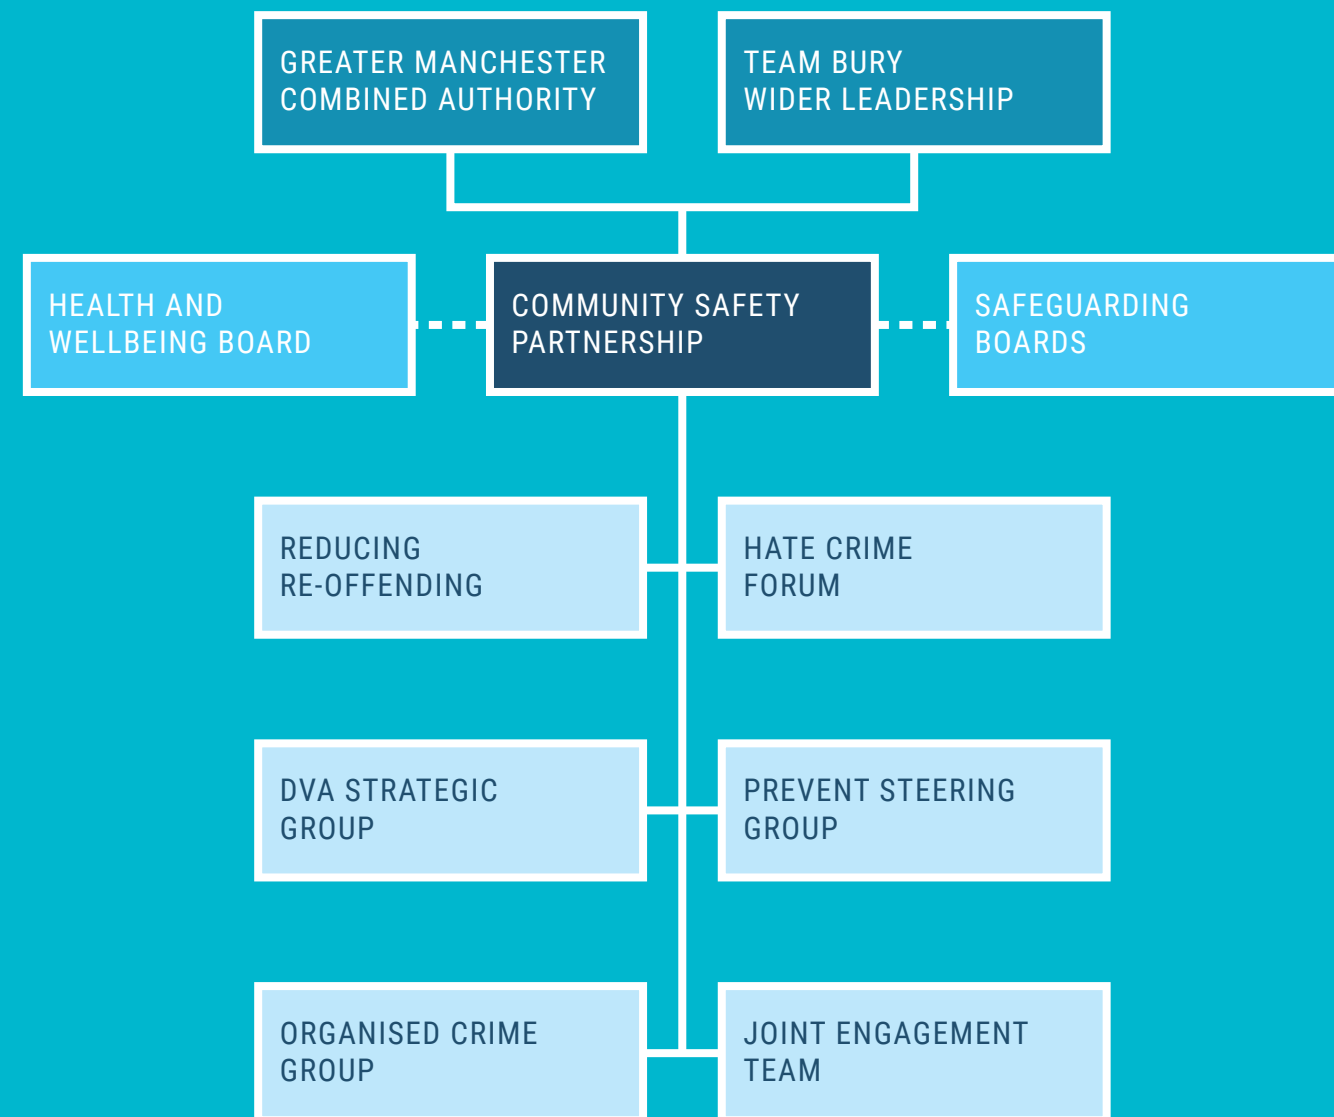 GREATER MANCHESTER
COMBINED AUTHORITY
TEAM BURY
WIDER LEADERSHIP
HEALTH AND
WELLBEING BOARD
COMMUNITY SAFETY
PARTNERSHIP
SAFEGUARDING
BOARDS
REDUCING
RE-OFFENDING
HATE CRIME
FORUM
DVA STRATEGIC
GROUP
PREVENT STEERING
GROUP
ORGANISED CRIME
GROUP
JOINT ENGAGEMENT
TEAM